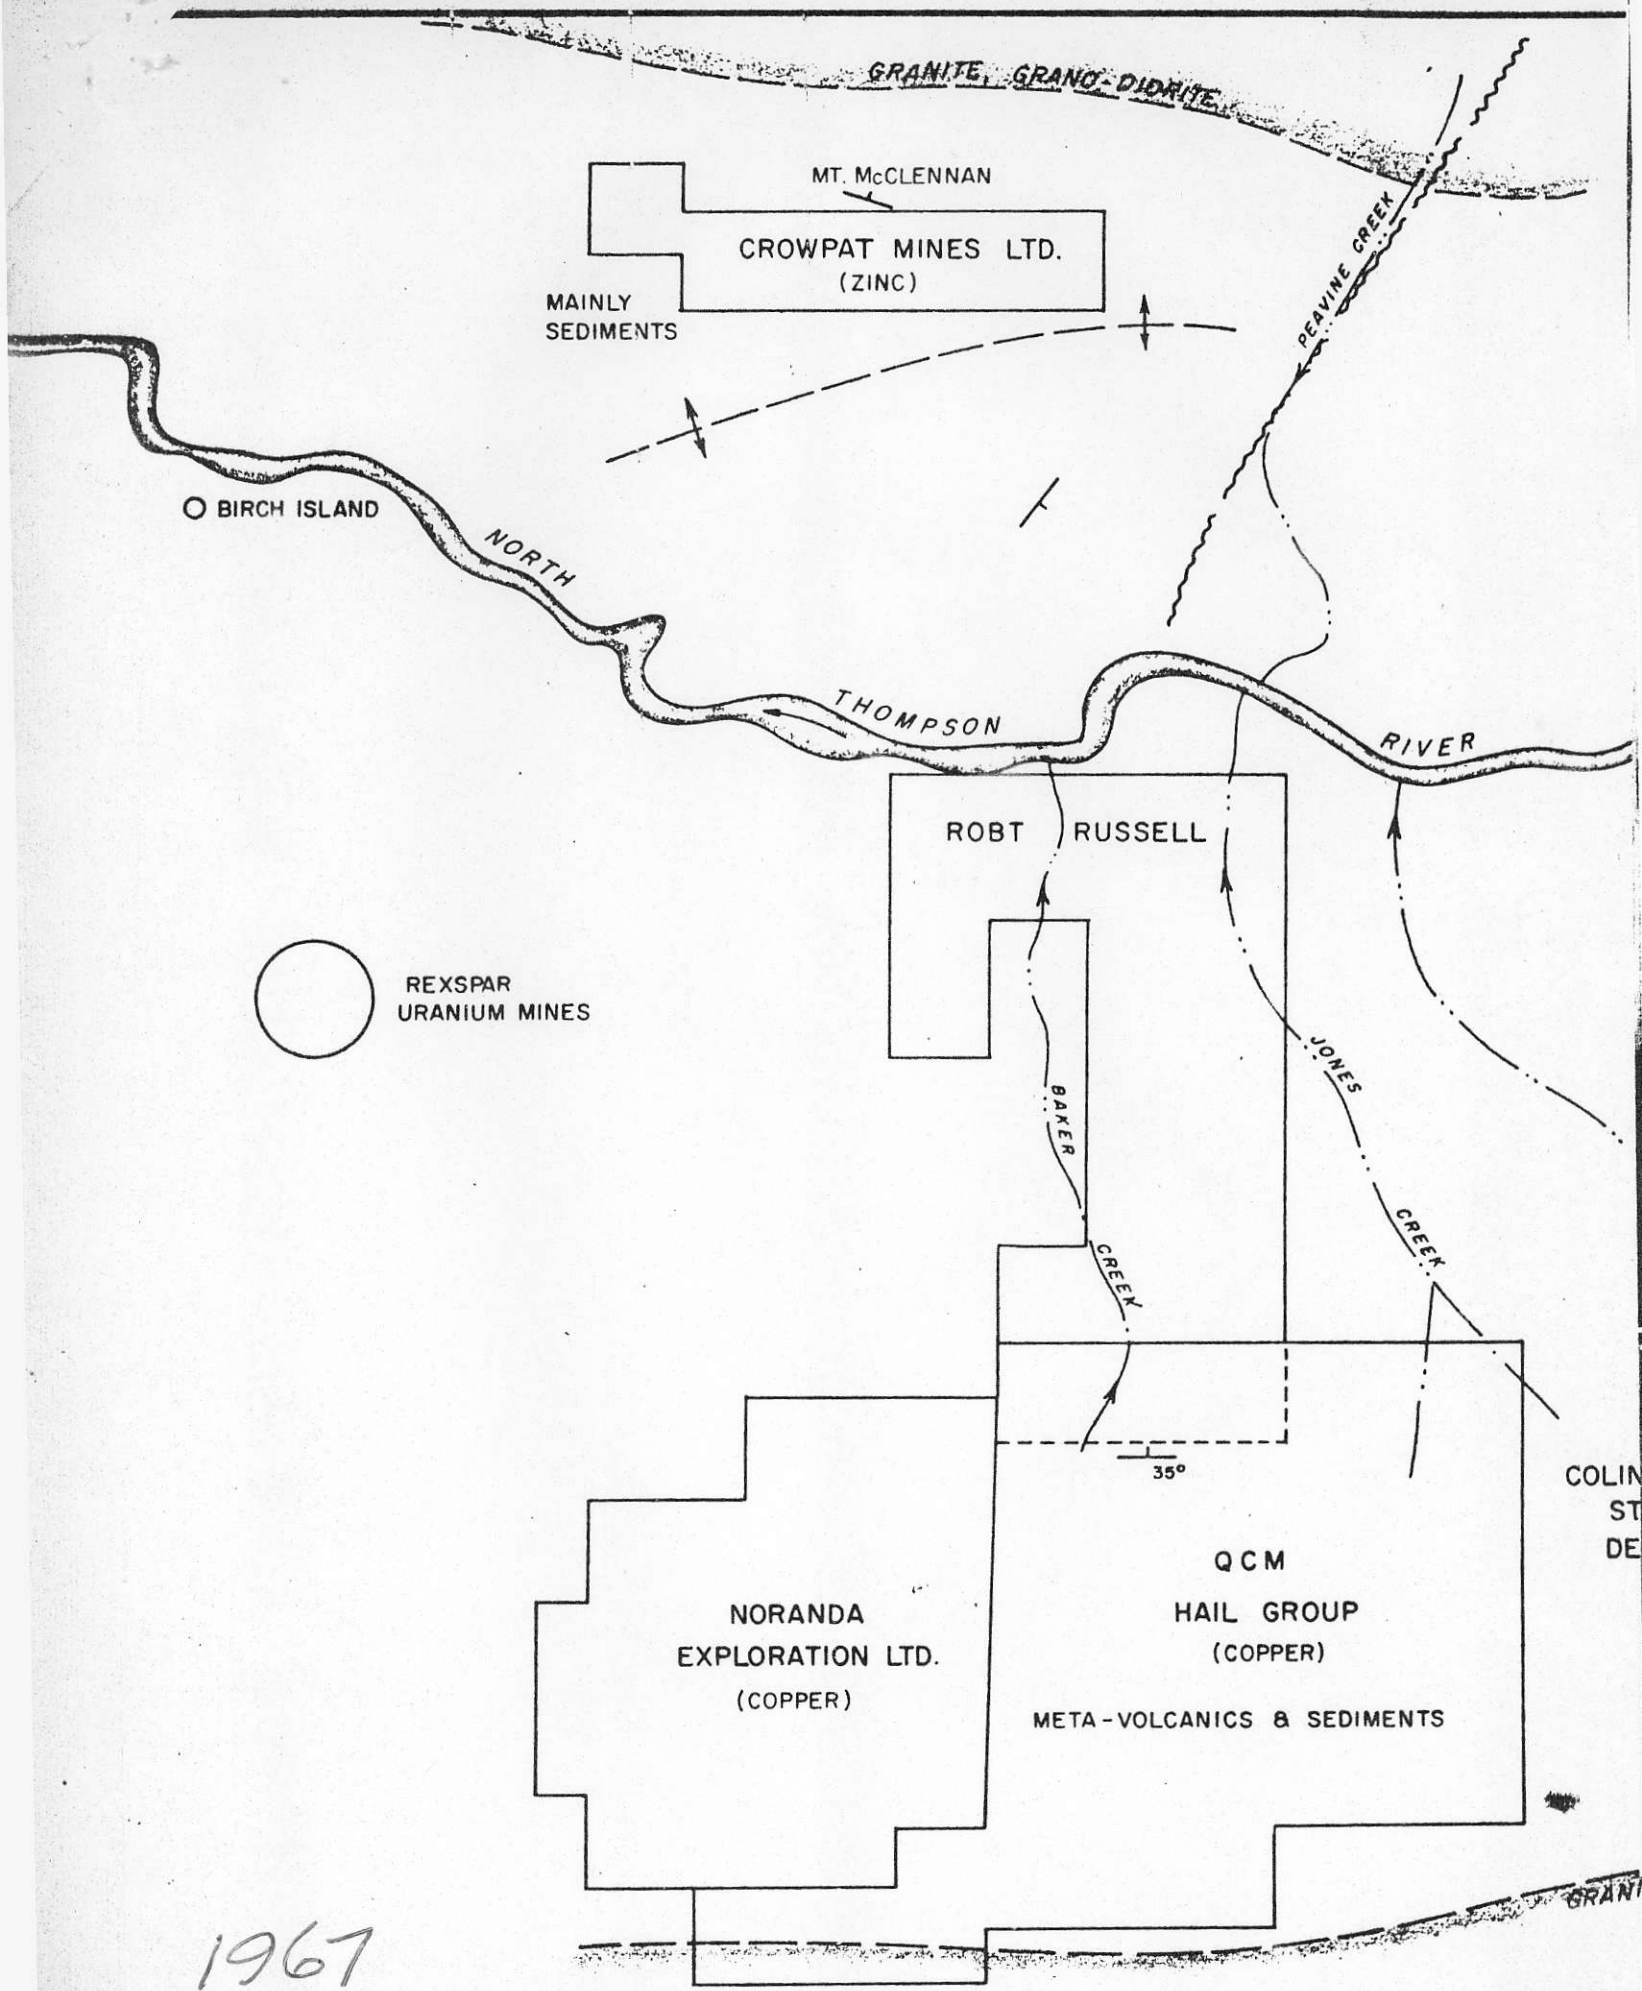 GRANITE, GRANO-DIORITE
MT. McCLENNAN
CROWPAT MINES LTD.
(ZINC)
PEAVINE CREEK
MAINLY
SEDIMENTS
BIRCH ISLAND
NORTH
THOMPSON
RIVER
ROBT RUSSELL
REXSPAR
URANIUM MINES
JONES
CREEK
BAKER
CREEK
35°
COLIN
ST
DE
QCM
HAIL GROUP
(COPPER)
META-VOLCANICS & SEDIMENTS
NORANDA
EXPLORATION LTD.
(COPPER)
GRANI
1967